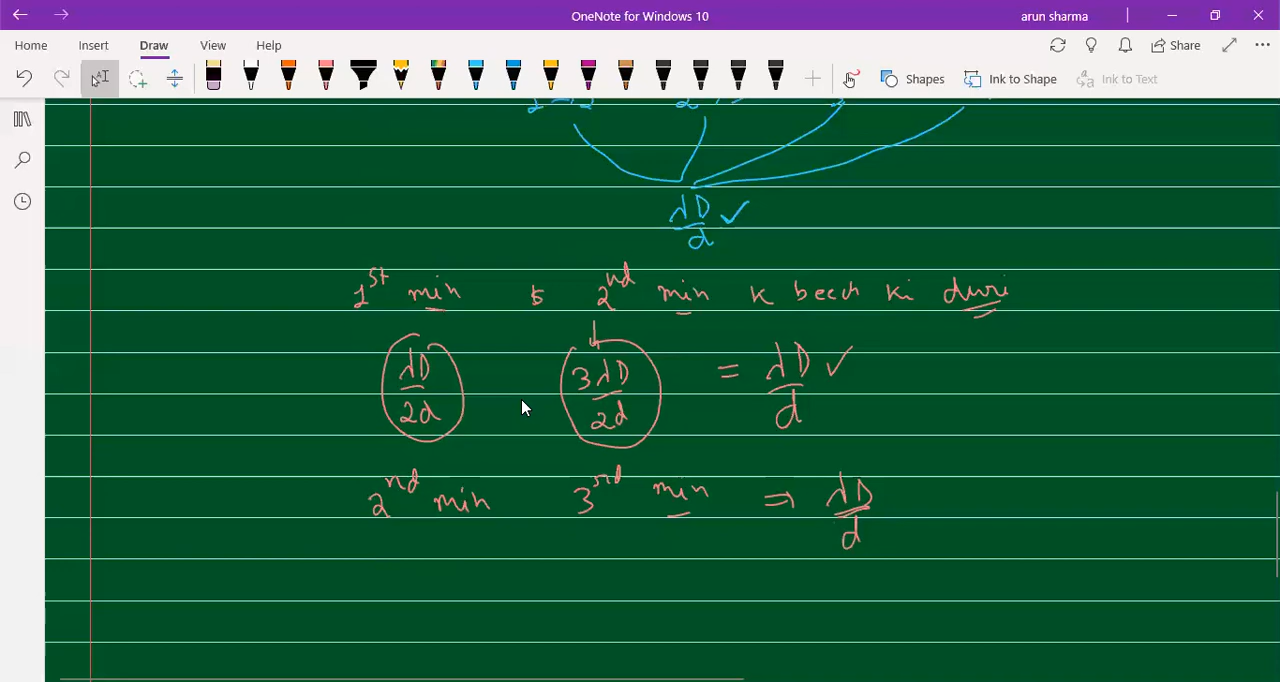 OneNote for Windows 10
arun sharma
Home Insert Draw View Help
Share
Shapes Ink to Shape Ink to Text
λD/d ✓
1st min & 2nd min k beech ki duri
λD/2d 3λD/2d = λD/d ✓
2nd min 3rd min ⇒ λD/d